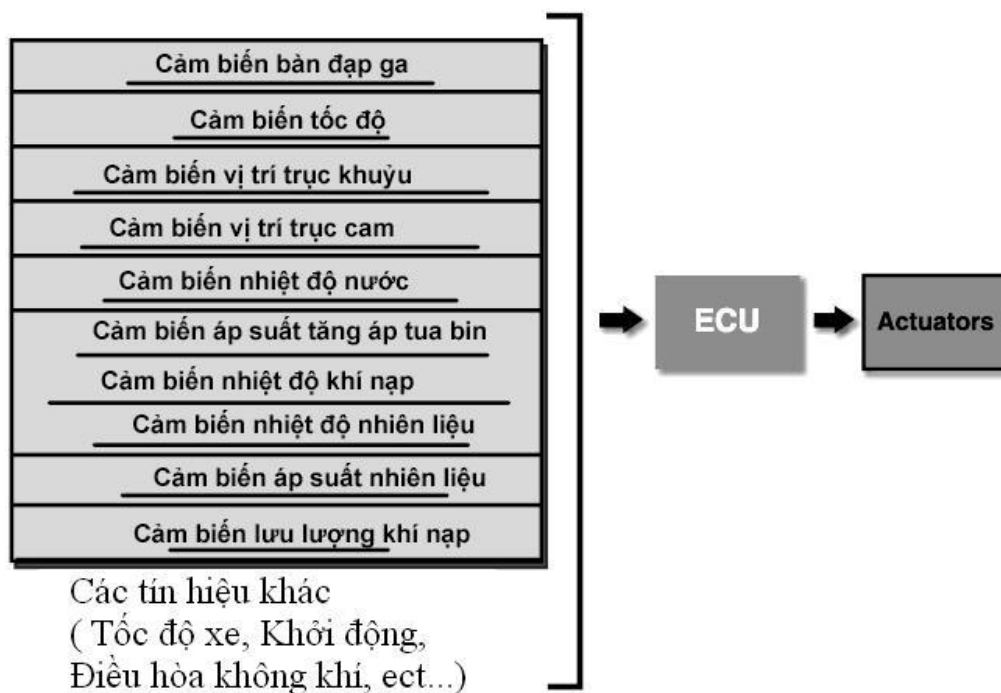 Cảm biến bàn đạp ga
Cảm biến tốc độ
Cảm biến vị trí trục khuỷu
Cảm biến vị trí trục cam
Cảm biến nhiệt độ nước
Cảm biến áp suất tăng áp tua bin
Cảm biến nhiệt độ khí nạp
Cảm biến nhiệt độ nhiên liệu
Cảm biến áp suất nhiên liệu
Cảm biến lưu lượng khí nạp
Các tín hiệu khác
( Tốc độ xe, Khởi động,
Điều hòa không khí, ect...)
ECU
Actuators